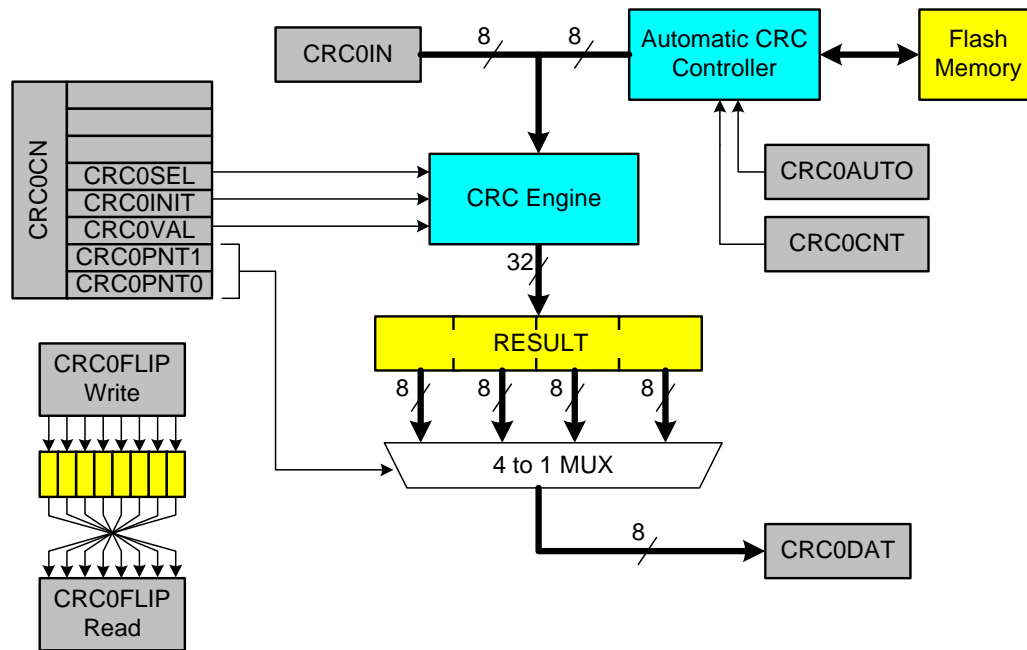 CRC0IN
8
8
Automatic CRC
Controller
Flash
Memory
CRC0CN
CRC0SEL
CRC0INIT
CRC0VAL
CRC0PNT1
CRC0PNT0
CRC Engine
CRC0AUTO
CRC0CNT
32
RESULT
8
8
8
8
4 to 1 MUX
8
CRC0DAT
CRC0FLIP
Write
CRC0FLIP
Read